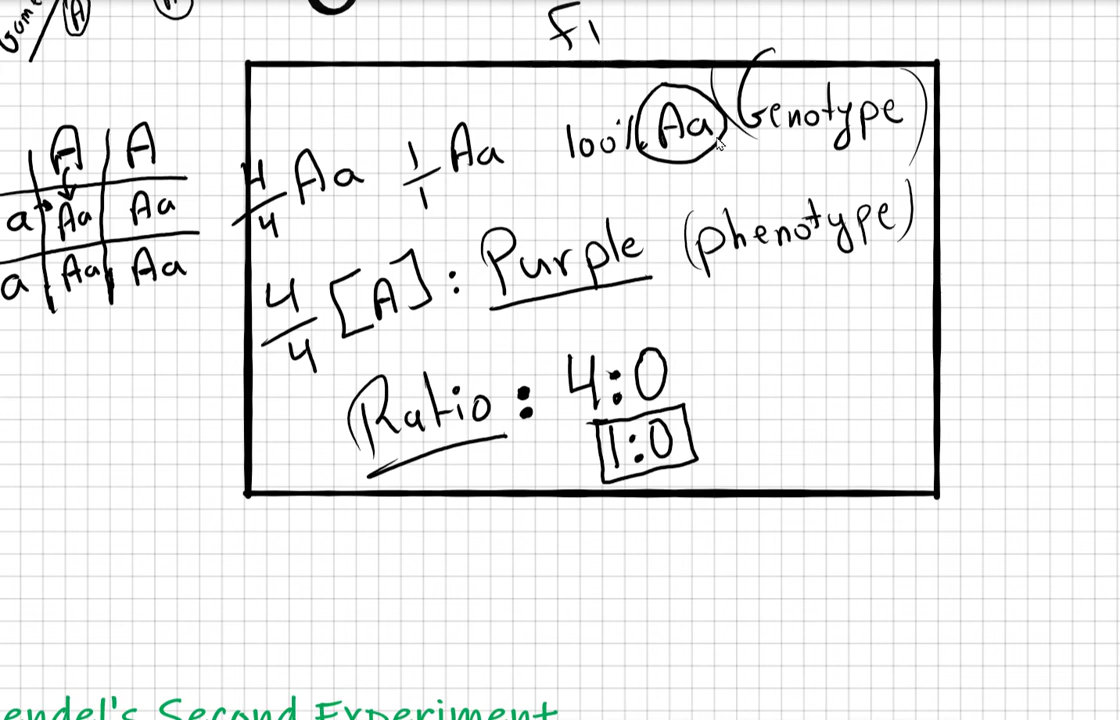 F1
A
A A
a Aa Aa
a Aa Aa
4/4 Aa 1/1 Aa 100% Aa (Genotype)
4/4 [A] : Purple (phenotype)
Ratio : 4:0
1:0
endel's Second Experiment